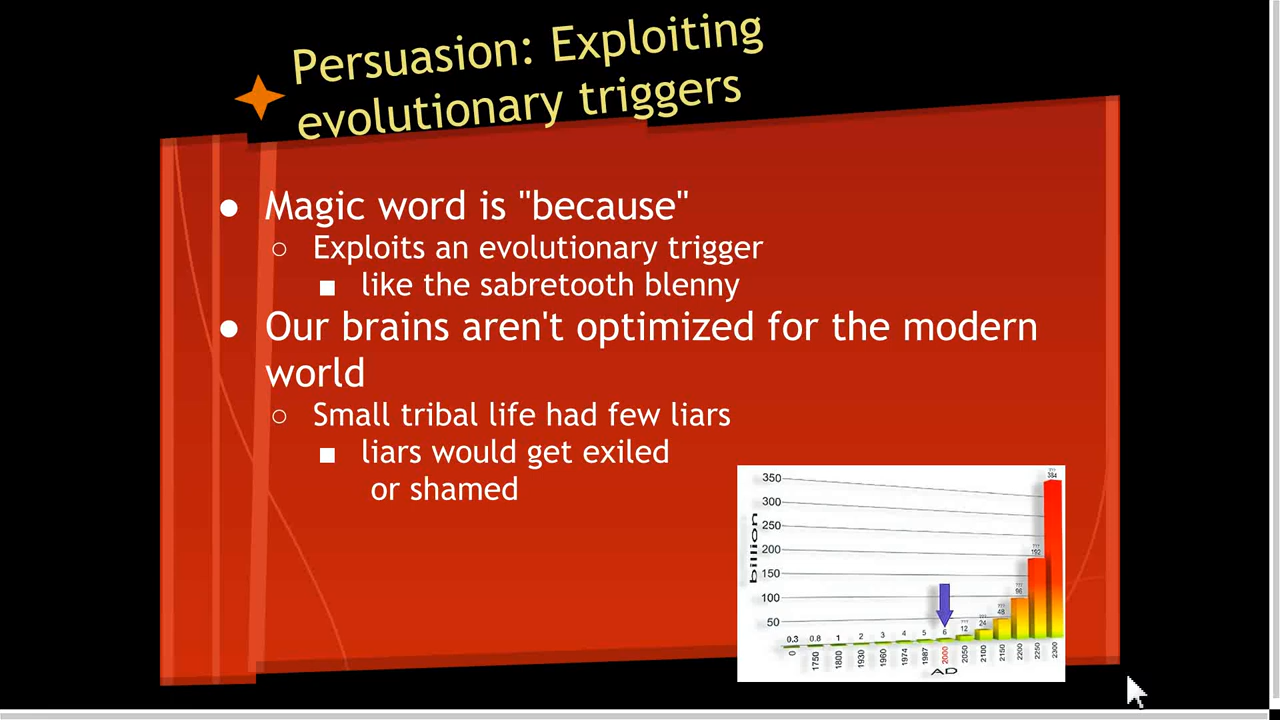 Persuasion: Exploiting
evolutionary triggers
● Magic word is "because"
○ Exploits an evolutionary trigger
■ like the sabretooth blenny
● Our brains aren't optimized for the modern
world
○ Small tribal life had few liars
■ liars would get exiled
or shamed
350
300
250
200
150
100
50
billion
0.3 0.8 1 2 3 4 5 6 12 24 48 96 192 384
??? ??? ??? ??? ??? ???
0 1750 1800 1930 1960 1974 1987 2000 2050 2100 2150 2200 2250 2300
AD